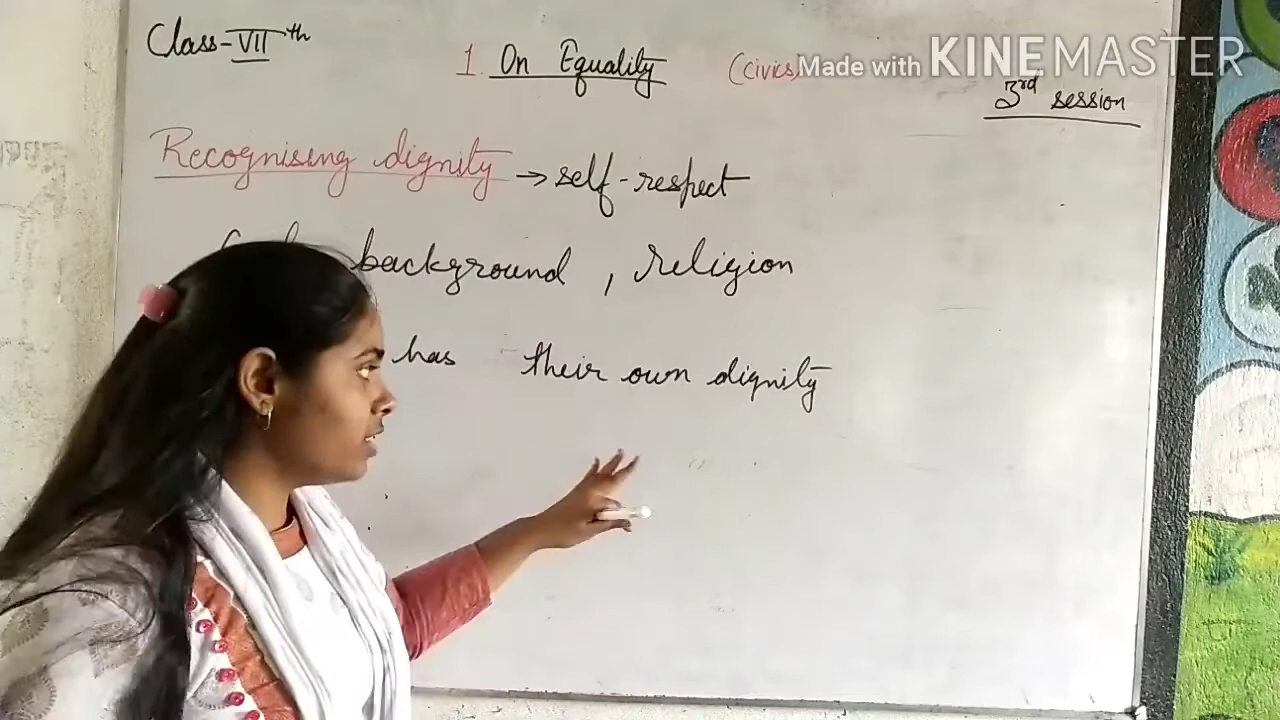 Class-VIIth
1. On Equality (civics)
Made with KINEMASTER
3rd session
Recognising dignity → self-respect
background, religion
has their own dignity